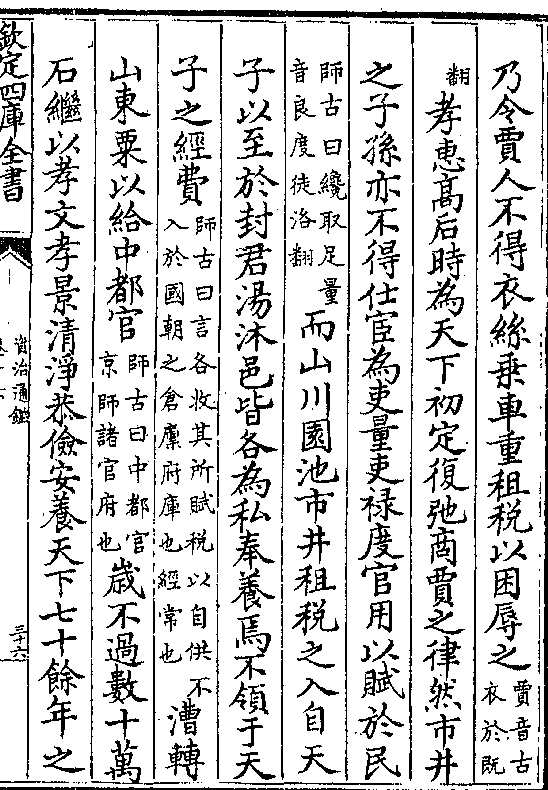 乃令賈人不得衣絲乗車重租税以困辱之賈音古衣於既
翻孝惠髙后時為天下初定復弛商賈之律然市井
之子孫亦不得仕宦為吏量吏禄度官用以賦於民
師古曰纔取足量音良度徒洛翻而山川園池市井租税之入自天
子以至於封君湯沐邑皆各為私奉養焉不領于天
子之經費師古曰言各收其所賦税以自供不入於國朝之倉廩府庫也經常也漕轉
山東粟以給中都官師古曰中都官京師諸官府也嵗不過數十萬
石繼以孝文孝景清淨恭儉安養天下七十餘年之
欽定四庫全書
資治通鑑
三十六